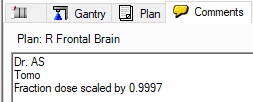 Gantry Plan Comments
Plan: R Frontal Brain
Dr. AS
Tomo
Fraction dose scaled by 0.9997